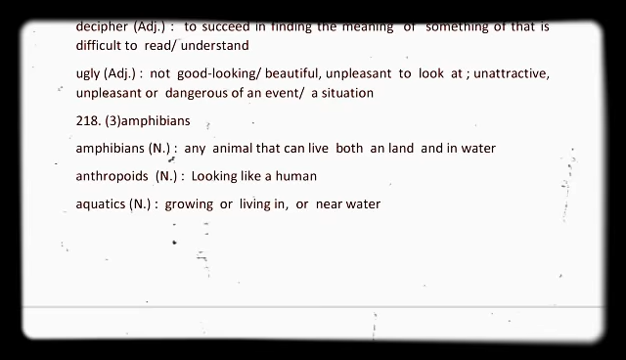 decipher (Adj.) : to succeed in finding the meaning of something of that is
difficult to read/ understand
ugly (Adj.) : not good-looking/ beautiful, unpleasant to look at ; unattractive,
unpleasant or dangerous of an event/ a situation
218. (3)amphibians
amphibians (N.) : any animal that can live both an land and in water
anthropoids (N.) : Looking like a human
aquatics (N.) : growing or living in, or near water